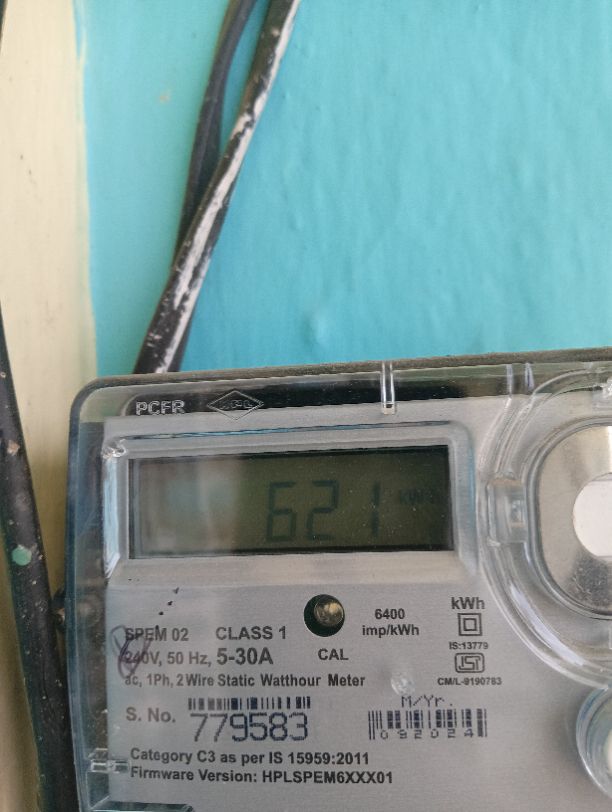 PCFR HPL
621 kWh
6400
imp/kWh
kWh
SPEM 02 CLASS 1
240V, 50 Hz, 5-30A
CAL
IS:13779
ISI
CM/L-9190783
ac, 1Ph, 2 Wire Static Watthour Meter
M/Yr.
S. No. 779583
092024
Category C3 as per IS 15959:2011
Firmware Version: HPLSPEM6XXX01